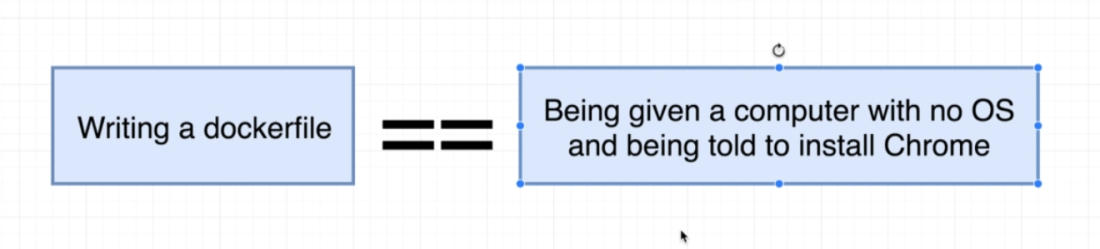 Writing a dockerfile
==
Being given a computer with no OS
and being told to install Chrome